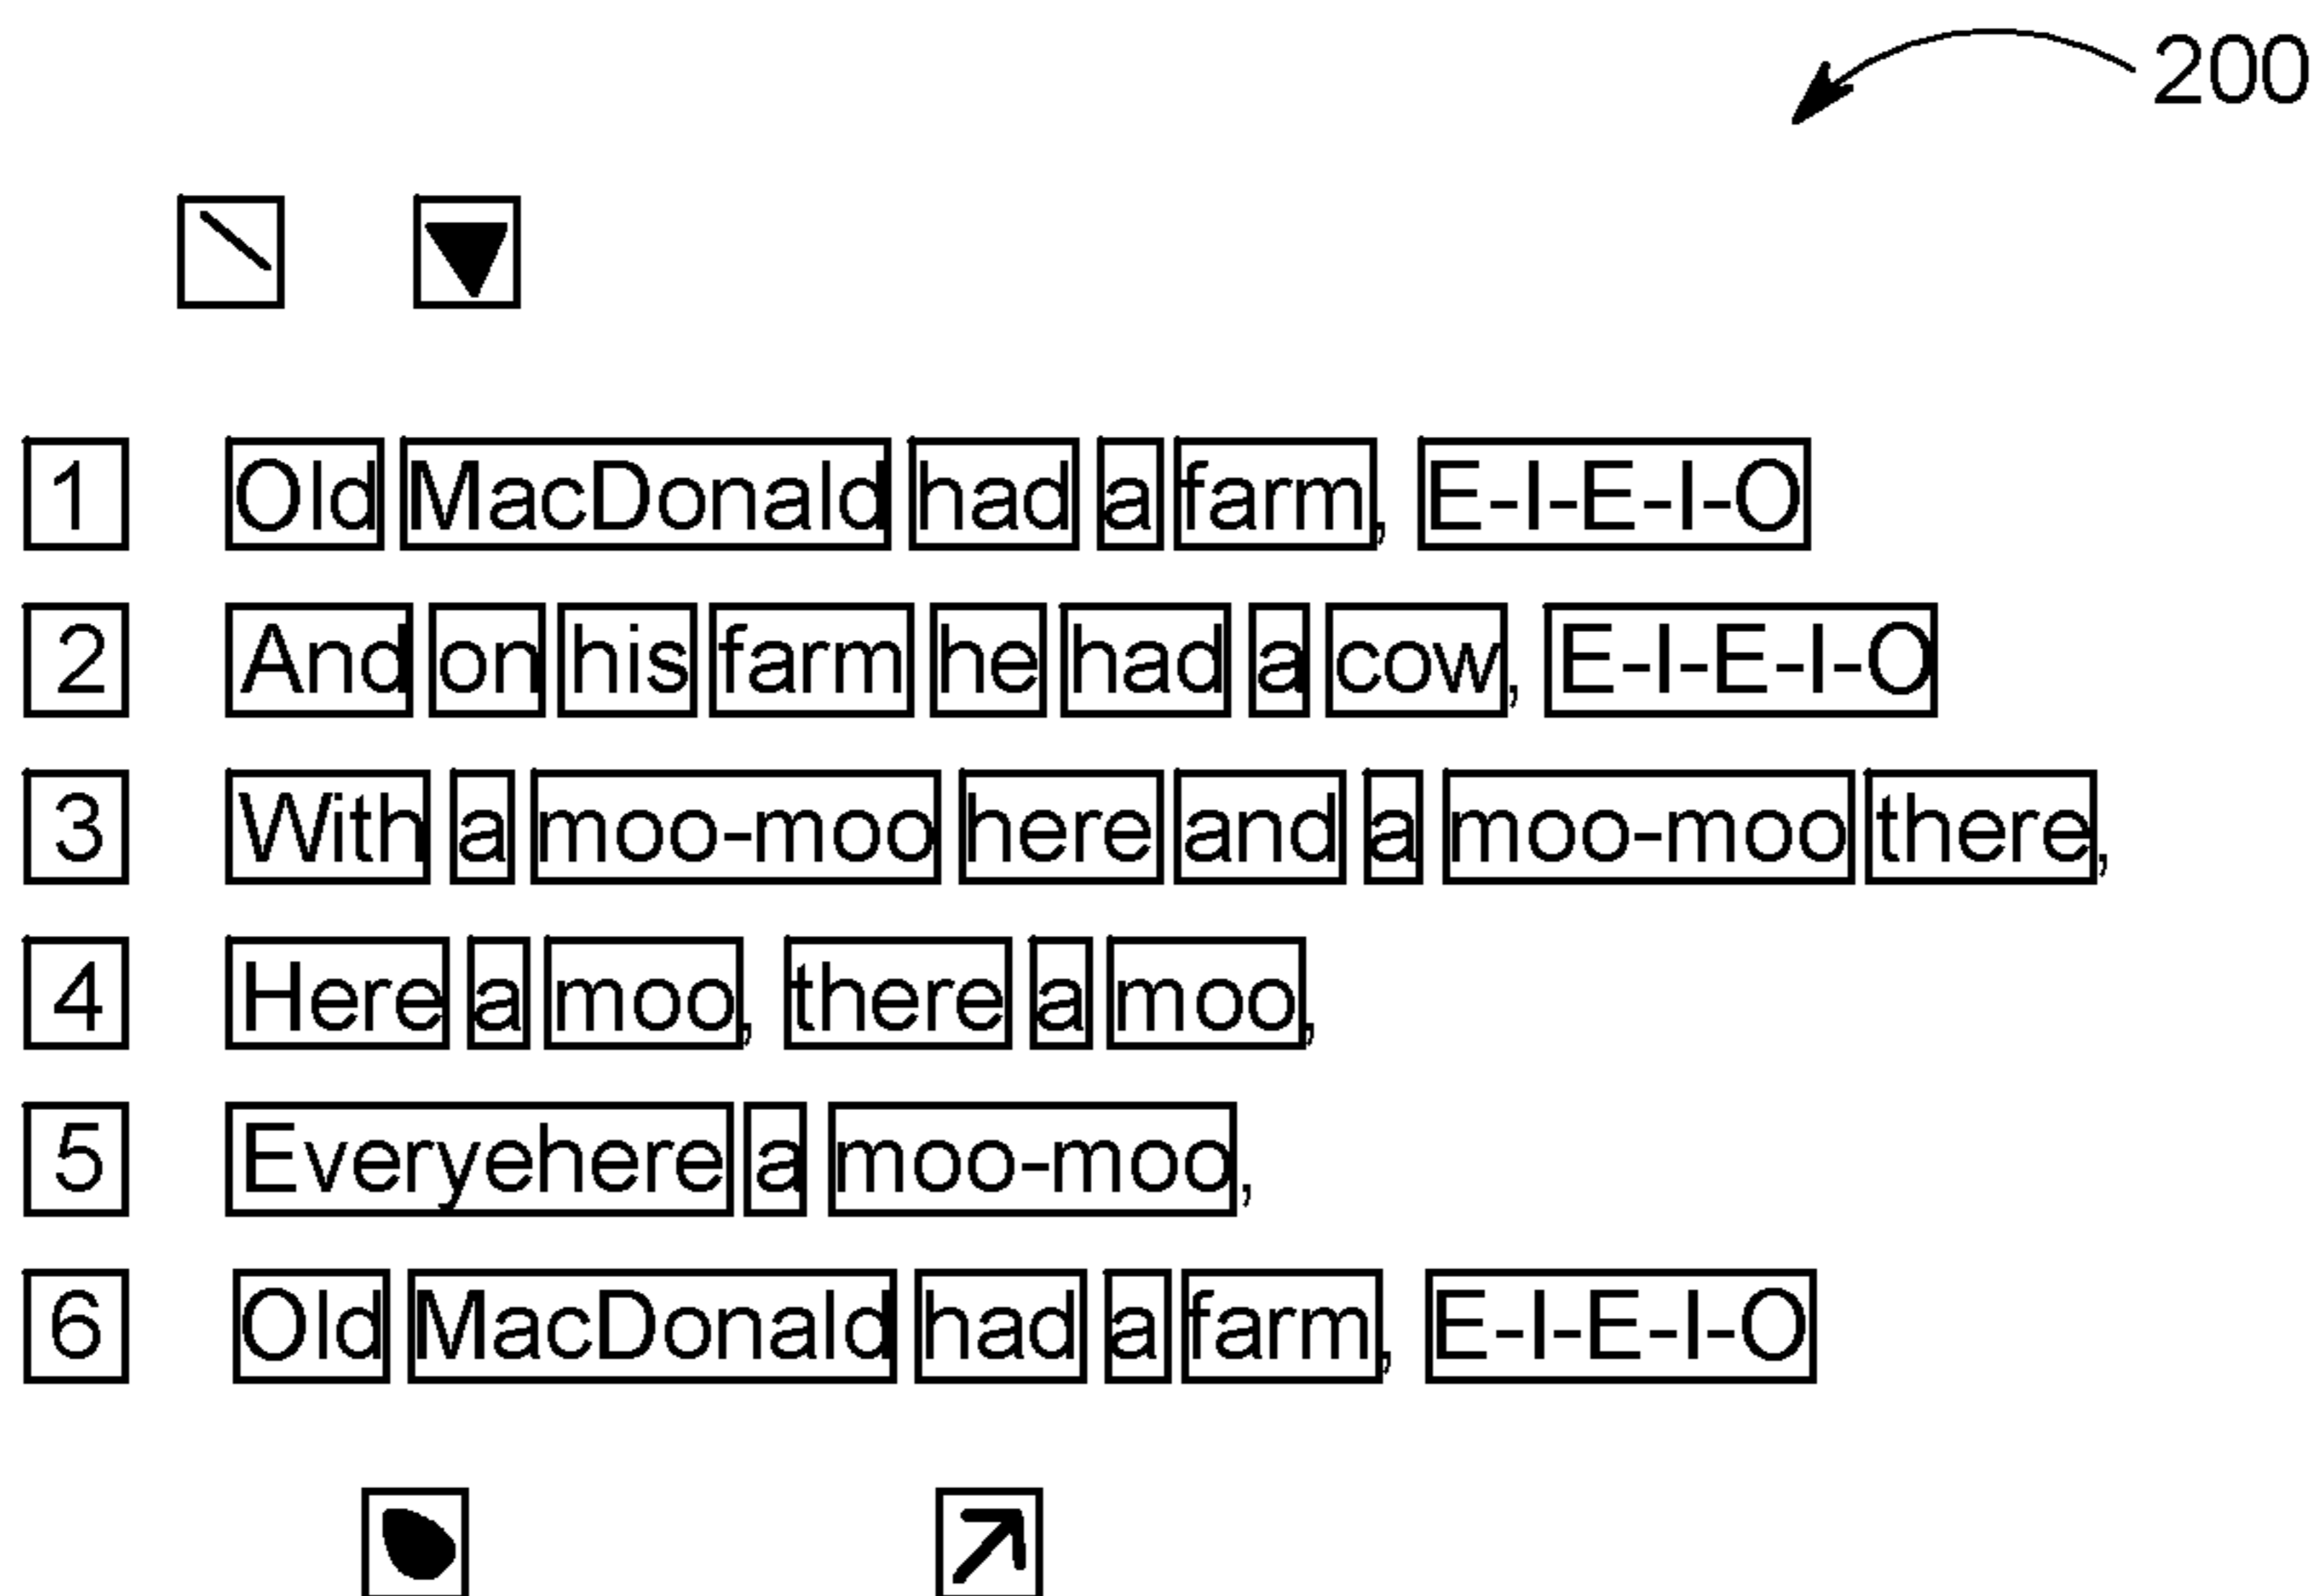 200
1 Old MacDonald had a farm, E-I-E-I-O
2 And on his farm he had a cow, E-I-E-I-O
3 With a moo-moo here and a moo-moo there,
4 Here a moo, there a moo,
5 Everyehere a moo-moo,
6 Old MacDonald had a farm, E-I-E-I-O